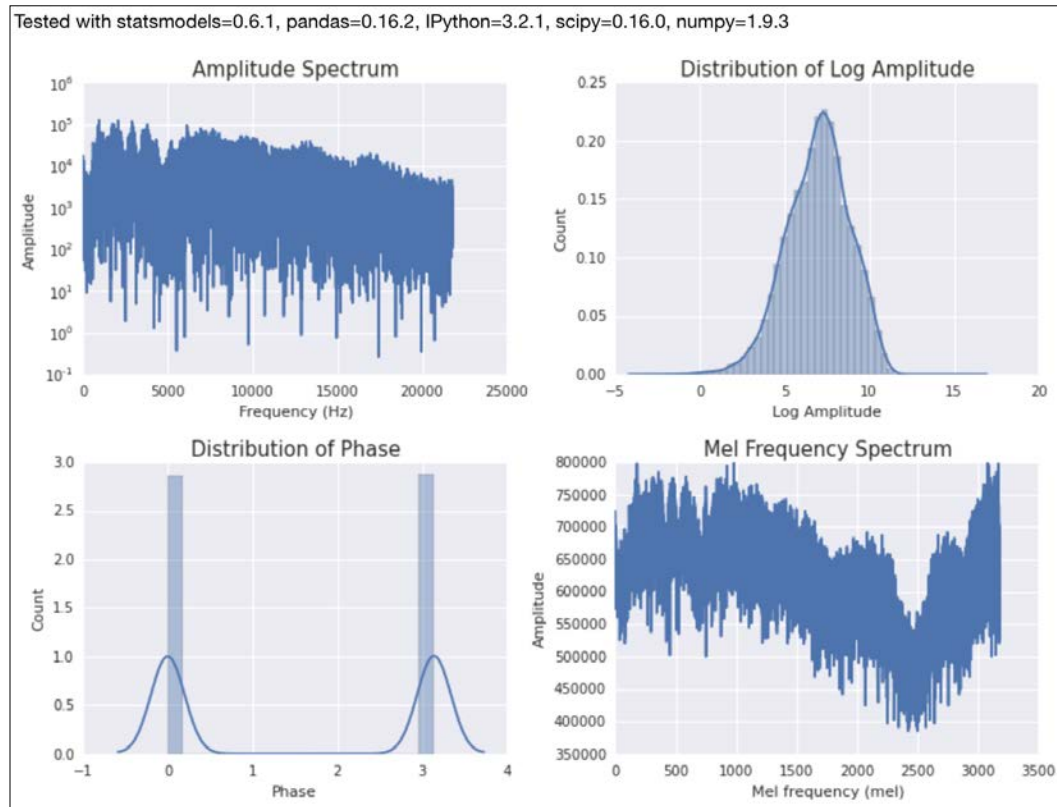 Tested with statsmodels=0.6.1, pandas=0.16.2, IPython=3.2.1, scipy=0.16.0, numpy=1.9.3
Amplitude Spectrum
10^6
10^5
10^4
10^3
10^2
10^1
10^0
10^-1
Amplitude
0 5000 10000 15000 20000 25000
Frequency (Hz)
Distribution of Log Amplitude
0.25
0.20
0.15
0.10
0.05
0.00
Count
−5 0 5 10 15 20
Log Amplitude
Distribution of Phase
3.0
2.5
2.0
1.5
1.0
0.5
0.0
Count
−1 0 1 2 3 4
Phase
Mel Frequency Spectrum
800000
750000
700000
650000
600000
550000
500000
450000
400000
350000
Amplitude
0 500 1000 1500 2000 2500 3000 3500
Mel frequency (mel)